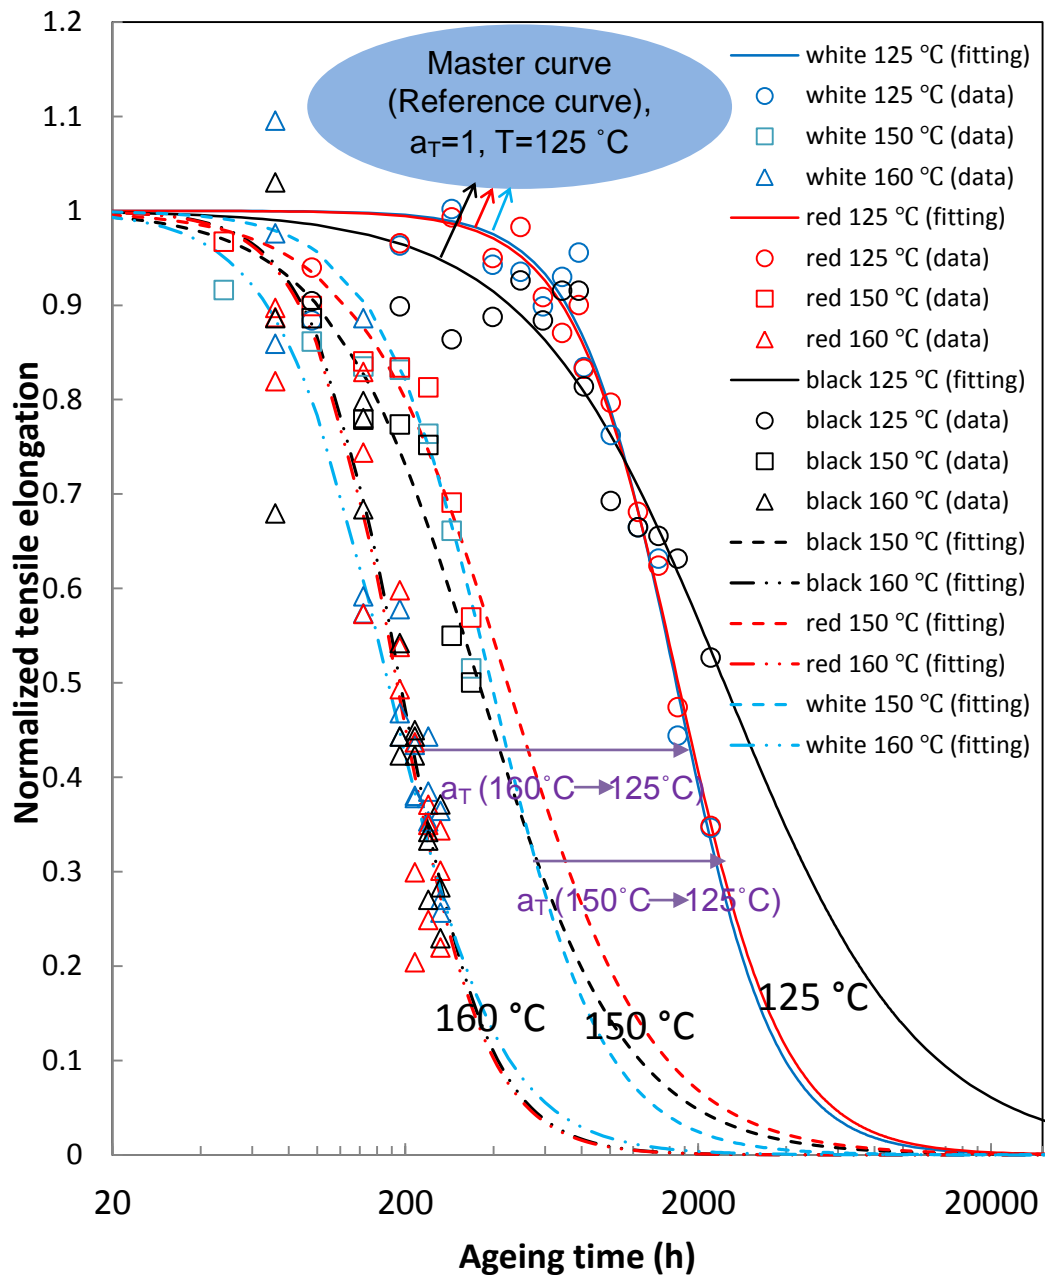 1.2
1.1
1
0.9
0.8
0.7
0.6
0.5
0.4
0.3
0.2
0.1
0
Normalized tensile elongation
Master curve
(Reference curve),
a_T=1, T=125 ˚C
white 125 ℃ (fitting)
white 125 ℃ (data)
white 150 ℃ (data)
white 160 ℃ (data)
red 125 ℃ (fitting)
red 125 ℃ (data)
red 150 ℃ (data)
red 160 ℃ (data)
black 125 ℃ (fitting)
black 125 ℃ (data)
black 150 ℃ (data)
black 160 ℃ (data)
black 150 ℃ (fitting)
black 160 ℃ (fitting)
red 150 ℃ (fitting)
red 160 ℃ (fitting)
white 150 ℃ (fitting)
white 160 ℃ (fitting)
a_T (160˚C→125˚C)
a_T (150˚C→125˚C)
160 °C
150 °C
125 °C
20
200
2000
20000
Ageing time (h)